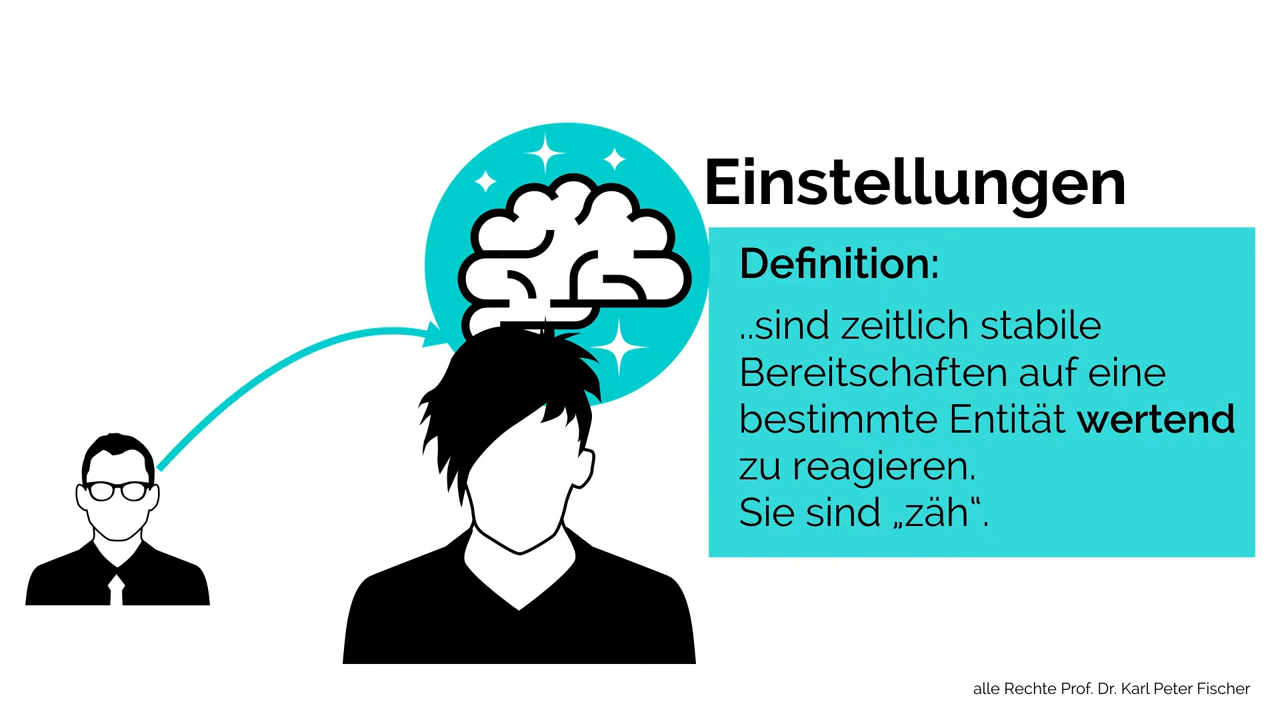 Einstellungen
Definition:
..sind zeitlich stabile
Bereitschaften auf eine
bestimmte Entität wertend
zu reagieren.
Sie sind „zäh‟.
alle Rechte Prof. Dr. Karl Peter Fischer